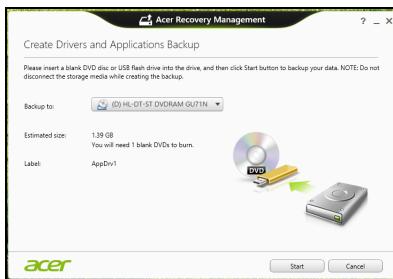 Acer Recovery Management
? _ X
Create Drivers and Applications Backup
Please insert a blank DVD disc or USB flash drive into the drive, and then click Start button to backup your data. NOTE: Do not
disconnect the storage media while creating the backup.
Backup to: (D) HL-DT-ST DVDRAM GU71N
Estimated size: 1.39 GB
You will need 1 blank DVDs to burn.
Label: AppDrv1
DVD
acer Start Cancel